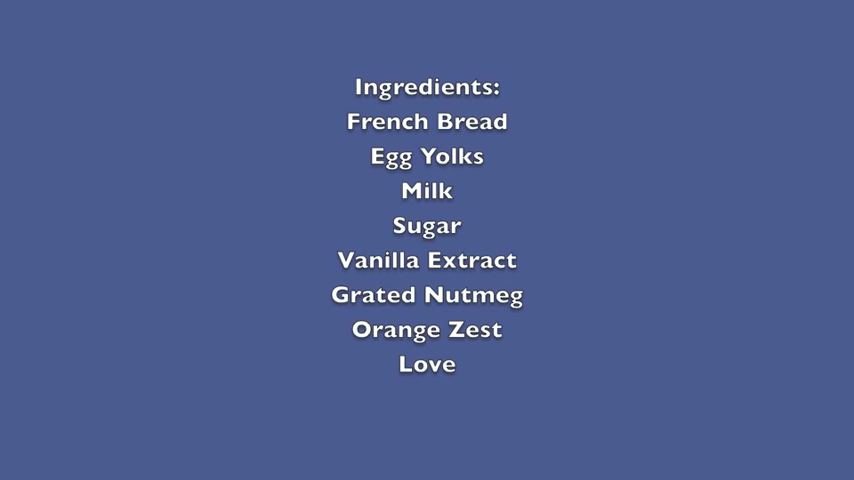 Ingredients:
French Bread
Egg Yolks
Milk
Sugar
Vanilla Extract
Grated Nutmeg
Orange Zest
Love